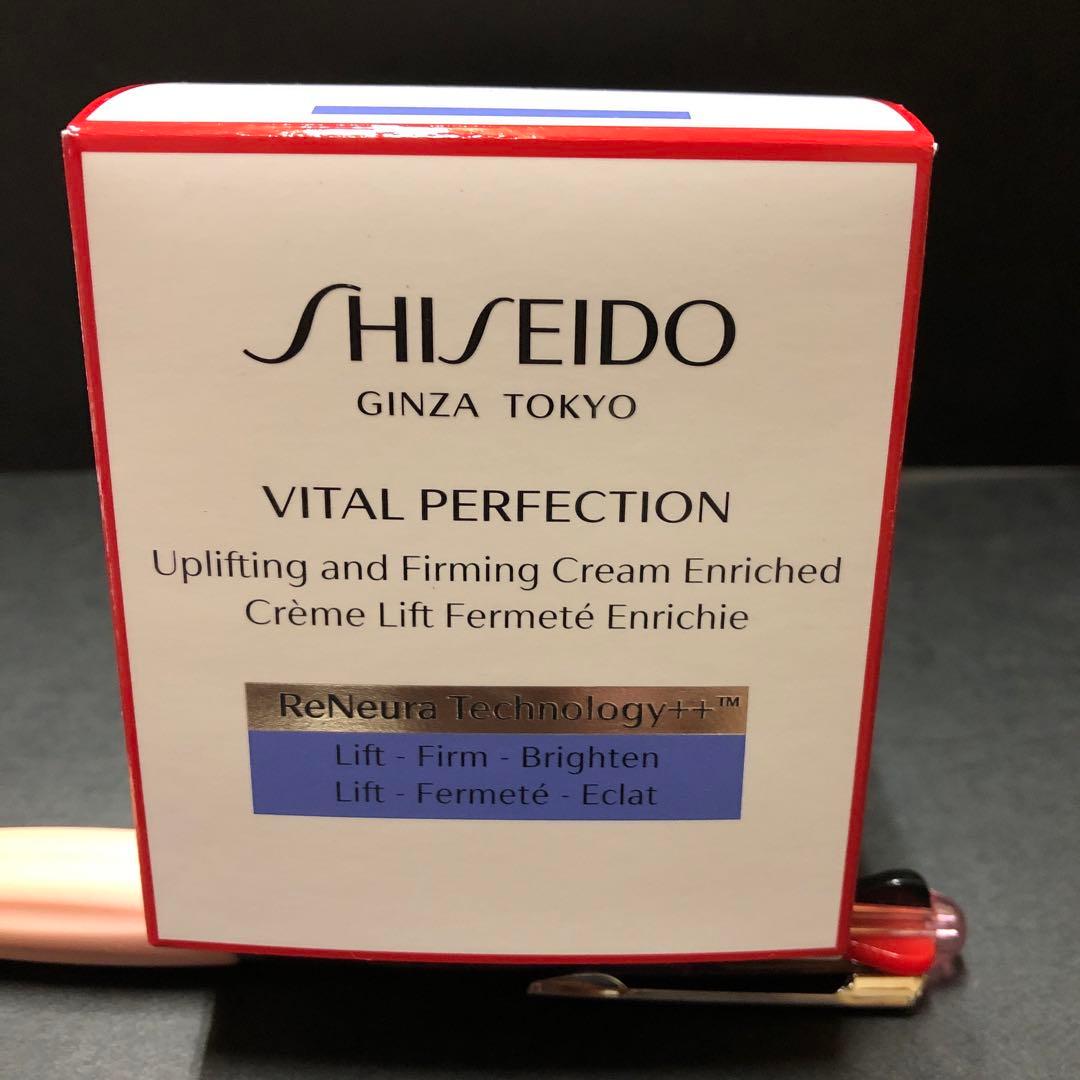 SHISEIDO
GINZA TOKYO
VITAL PERFECTION
Uplifting and Firming Cream Enriched
Crème Lift Fermeté Enrichie
ReNeura Technology++™
Lift - Firm - Brighten
Lift - Fermeté - Eclat